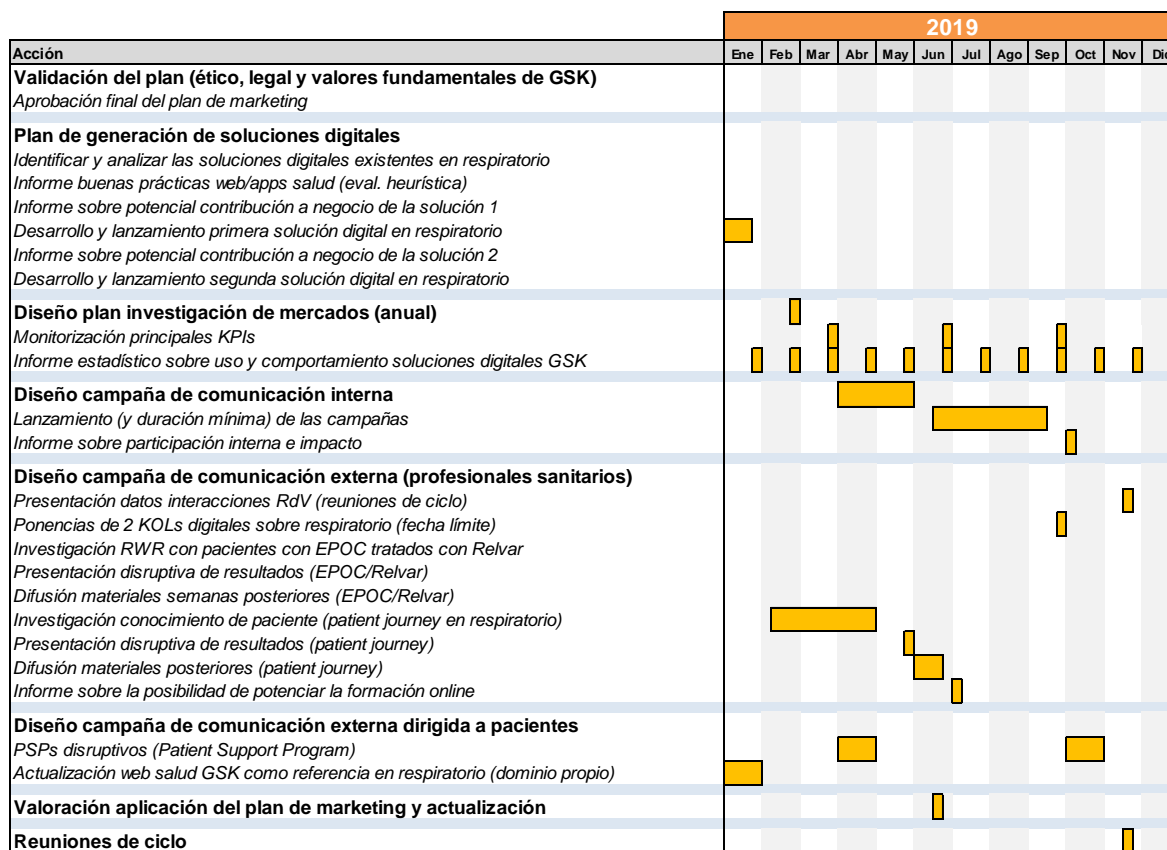 2019
Acción Ene Feb Mar Abr May Jun Jul Ago Sep Oct Nov Dic
Validación del plan (ético, legal y valores fundamentales de GSK)
Aprobación final del plan de marketing
Plan de generación de soluciones digitales
Identificar y analizar las soluciones digitales existentes en respiratorio
Informe buenas prácticas web/apps salud (eval. heurística)
Informe sobre potencial contribución a negocio de la solución 1
Desarrollo y lanzamiento primera solución digital en respiratorio
Informe sobre potencial contribución a negocio de la solución 2
Desarrollo y lanzamiento segunda solución digital en respiratorio
Diseño plan investigación de mercados (anual)
Monitorización principales KPIs
Informe estadístico sobre uso y comportamiento soluciones digitales GSK
Diseño campaña de comunicación interna
Lanzamiento (y duración mínima) de las campañas
Informe sobre participación interna e impacto
Diseño campaña de comunicación externa (profesionales sanitarios)
Presentación datos interacciones RdV (reuniones de ciclo)
Ponencias de 2 KOLs digitales sobre respiratorio (fecha límite)
Investigación RWR con pacientes con EPOC tratados con Relvar
Presentación disruptiva de resultados (EPOC/Relvar)
Difusión materiales semanas posteriores (EPOC/Relvar)
Investigación conocimiento de paciente (patient journey en respiratorio)
Presentación disruptiva de resultados (patient journey)
Difusión materiales posteriores (patient journey)
Informe sobre la posibilidad de potenciar la formación online
Diseño campaña de comunicación externa dirigida a pacientes
PSPs disruptivos (Patient Support Program)
Actualización web salud GSK como referencia en respiratorio (dominio propio)
Valoración aplicación del plan de marketing y actualización
Reuniones de ciclo